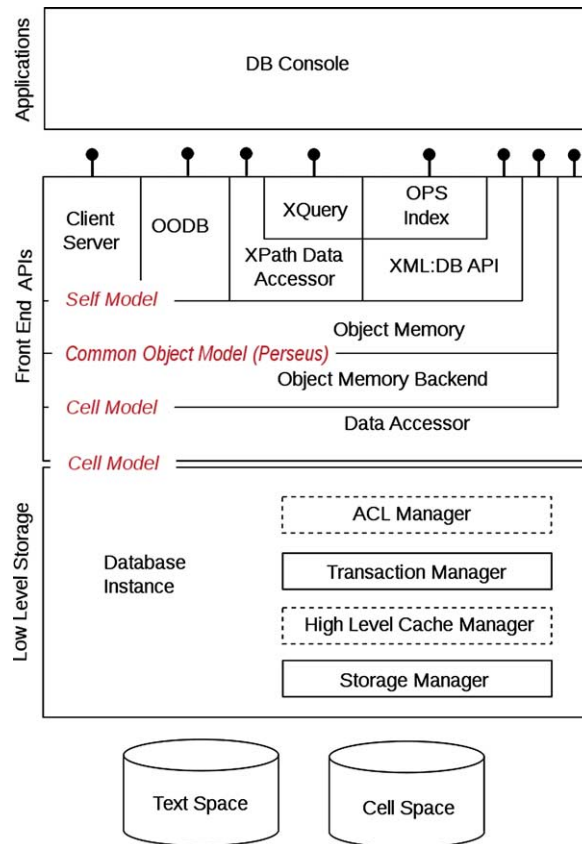 Applications
DB Console
Front End APIs
Client
Server
OODB
XQuery
OPS
Index
XPath Data
Accessor
XML:DB API
Self Model
Object Memory
Common Object Model (Perseus)
Object Memory Backend
Cell Model
Data Accessor
Cell Model
Low Level Storage
Database
Instance
ACL Manager
Transaction Manager
High Level Cache Manager
Storage Manager
Text Space
Cell Space